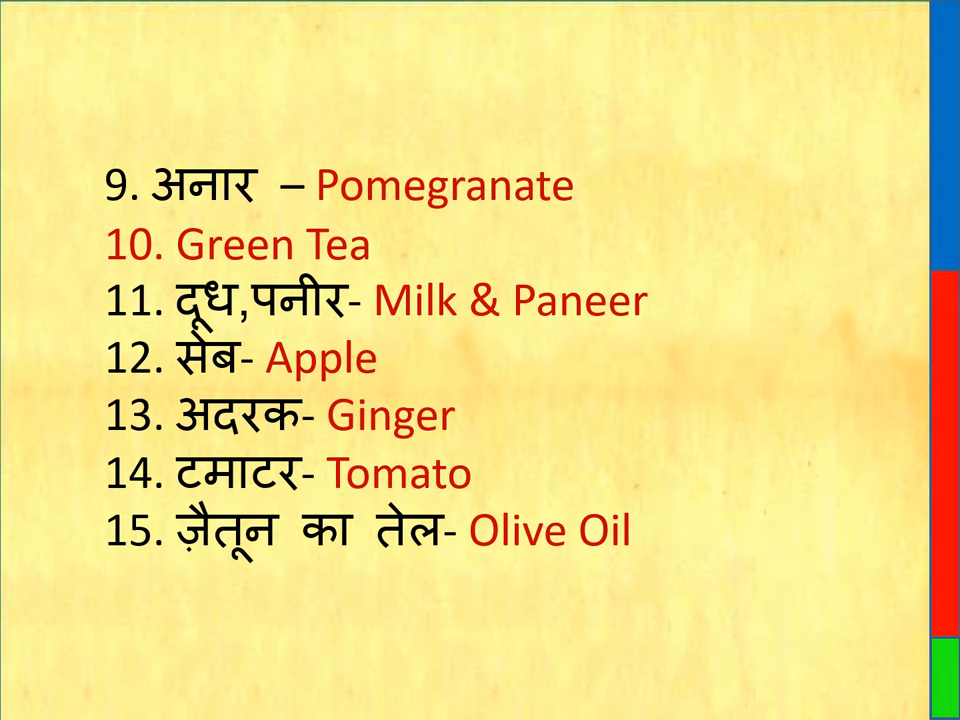 9. अनार – Pomegranate
10. Green Tea
11. दूध,पनीर- Milk & Paneer
12. सेब- Apple
13. अदरक- Ginger
14. टमाटर- Tomato
15. ज़ैतून का तेल- Olive Oil